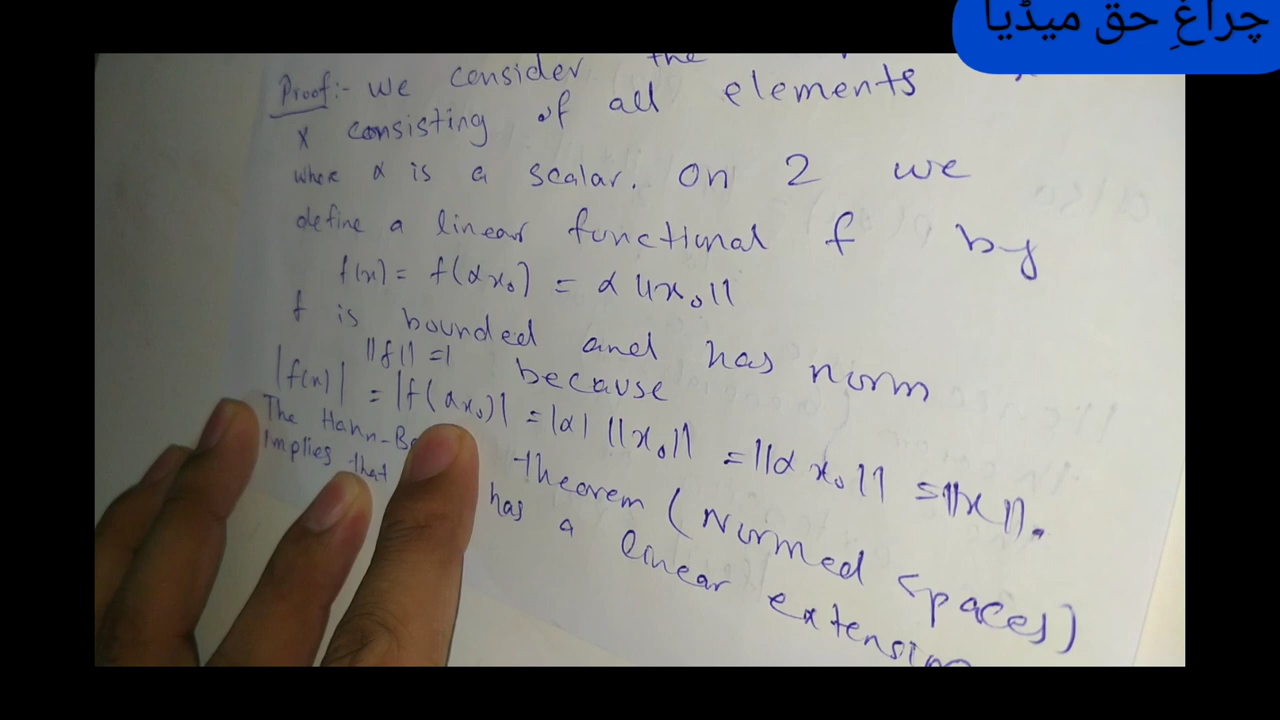 چراغِ حق میڈیا
Proof:- we consider the
x consisting of all elements
where α is a scalar. On 2 we
define a linear functional f by
f(x) = f(αx₀) = α ||x₀||
f is bounded and has norm
||f|| =1 because
|f(x)| = |f(αx₀)| = |α| ||x₀|| = ||α x₀|| = ||x||.
The Hahn-B theorem (Normed spaces)
Implies that has a linear extension